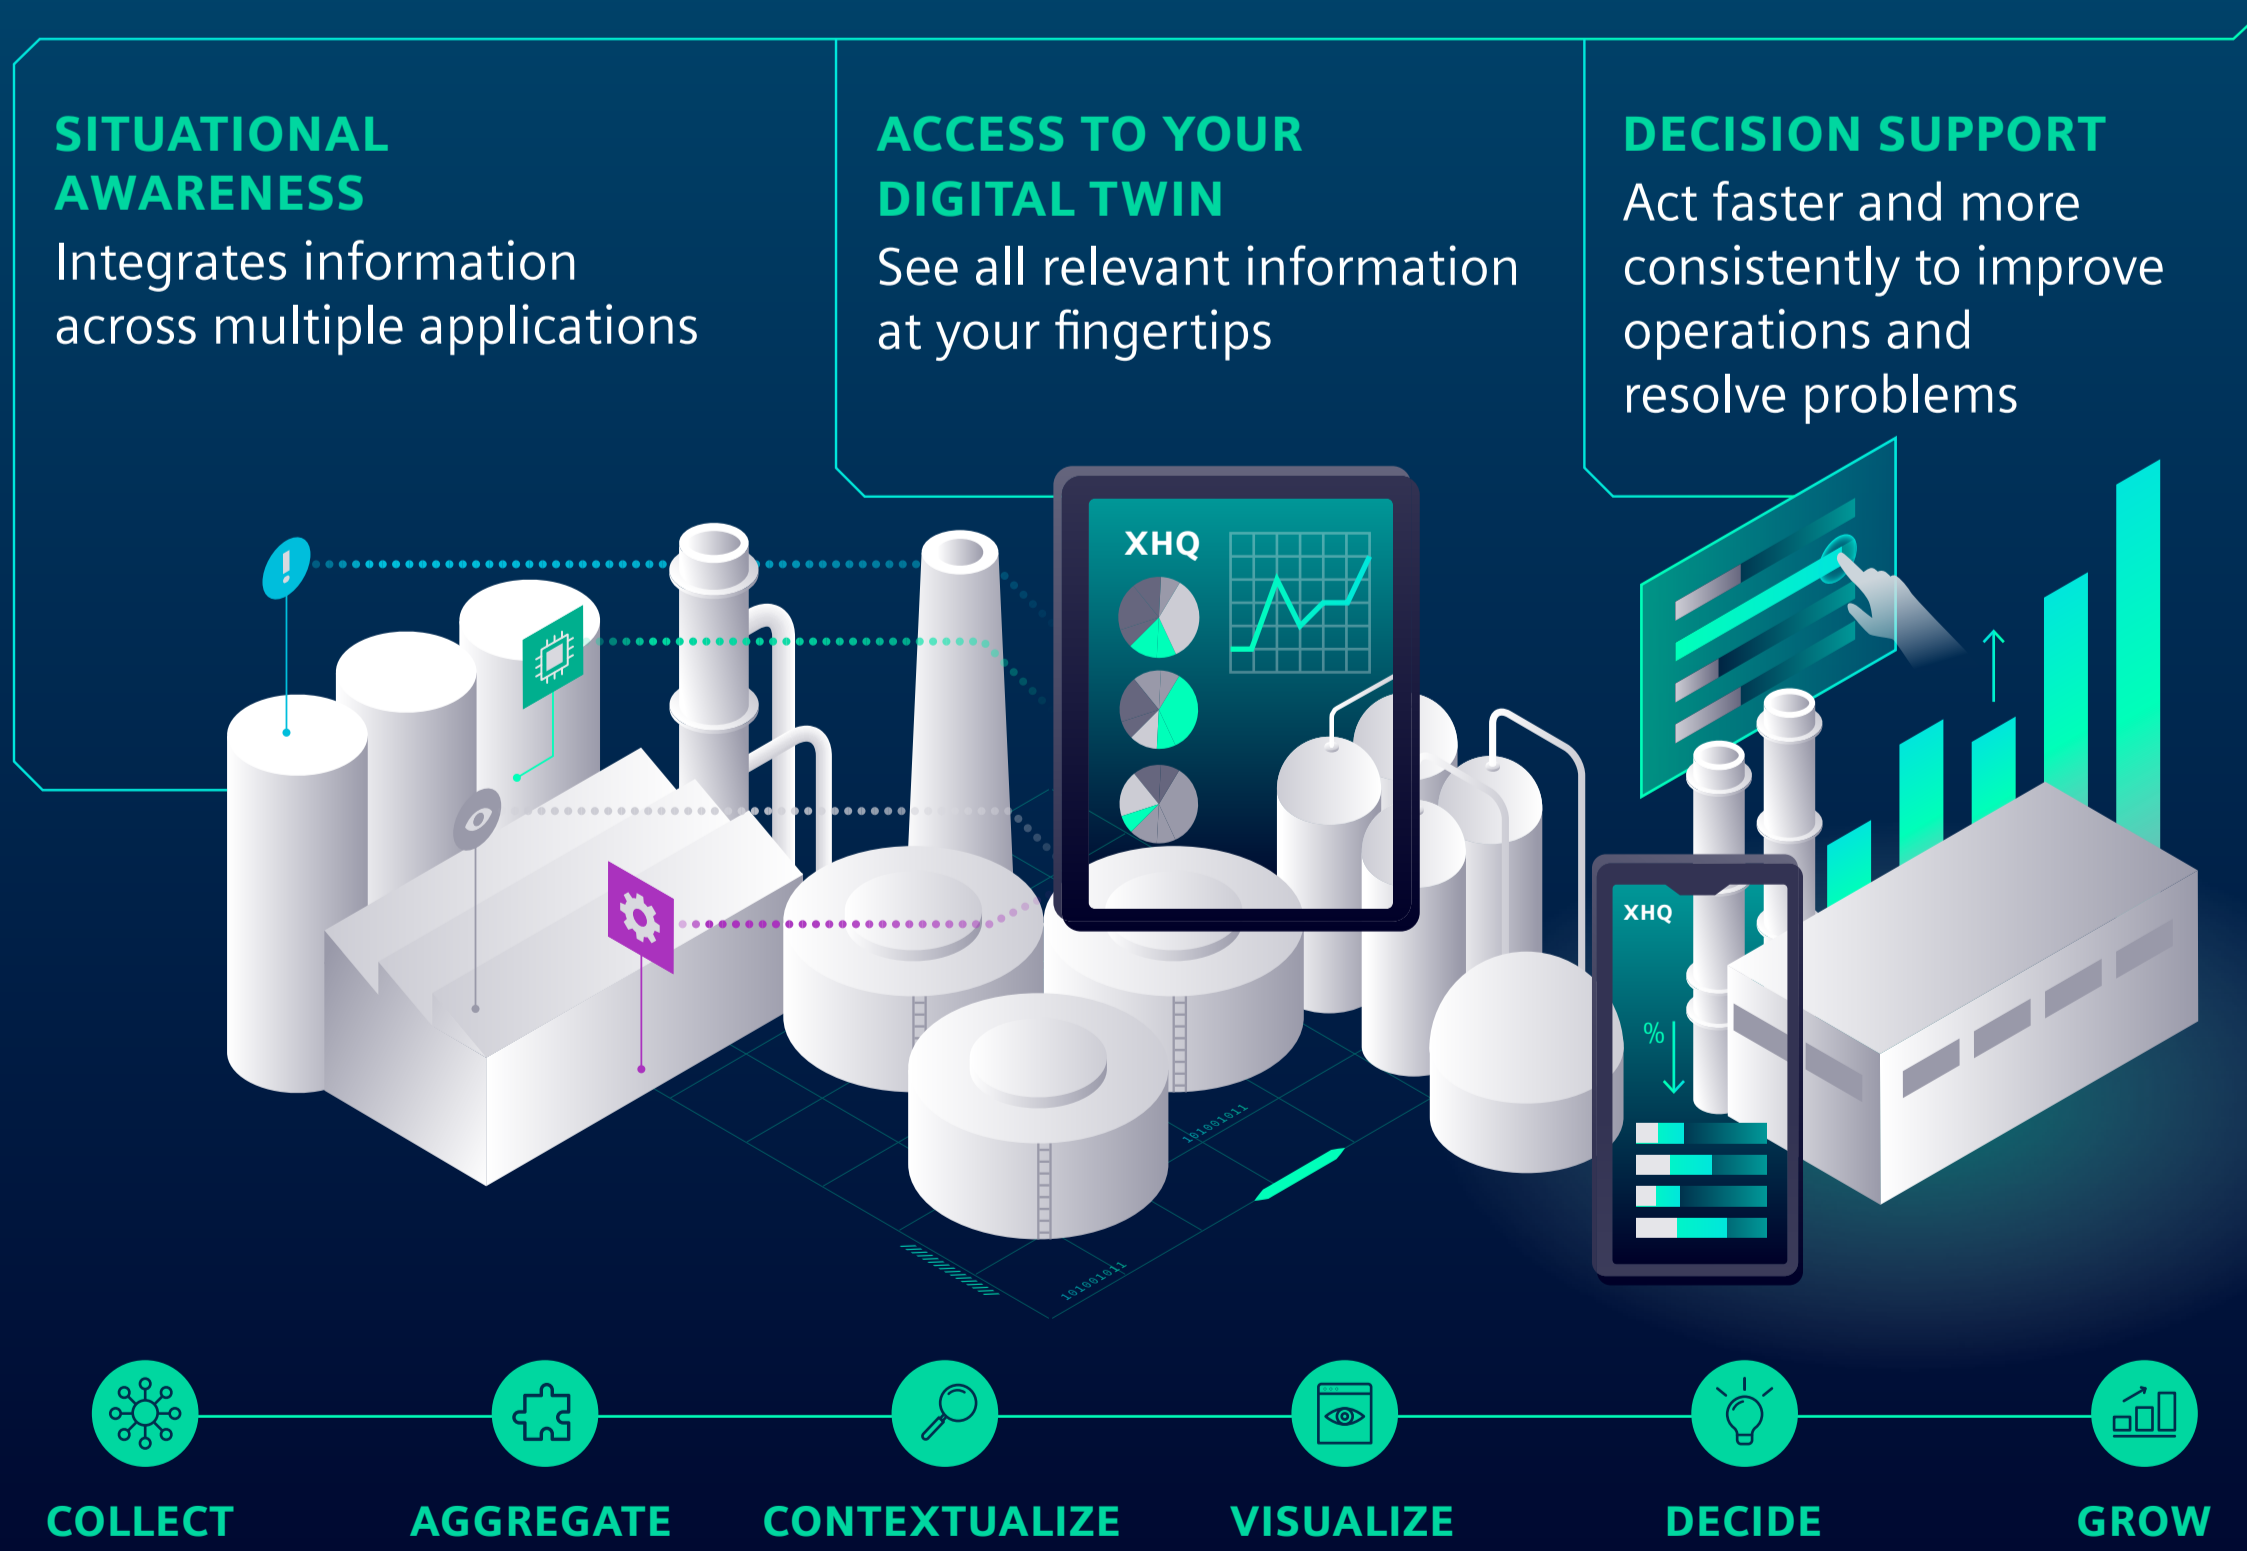 SITUATIONAL
AWARENESS
Integrates information
across multiple applications
ACCESS TO YOUR
DIGITAL TWIN
See all relevant information
at your fingertips
DECISION SUPPORT
Act faster and more
consistently to improve
operations and
resolve problems
XHQ
XHQ
%
101001011
101001011
COLLECT
AGGREGATE
CONTEXTUALIZE
VISUALIZE
DECIDE
GROW